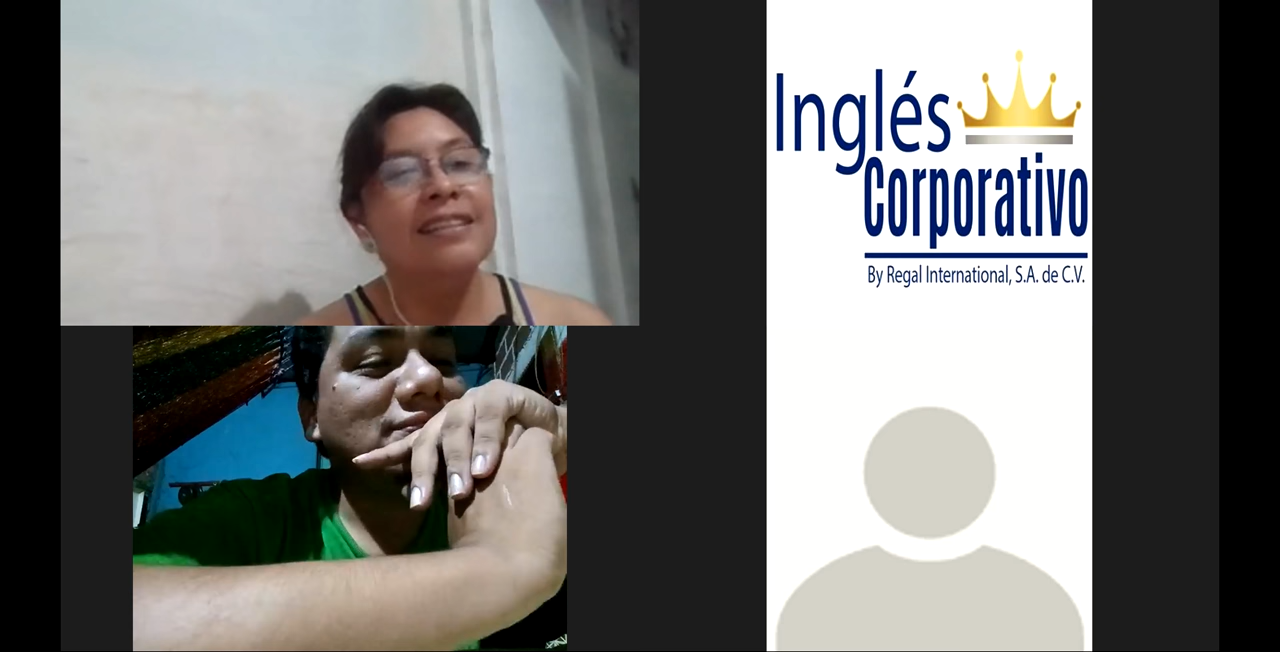 Inglés
Corporativo
By Regal International, S.A. de C.V.